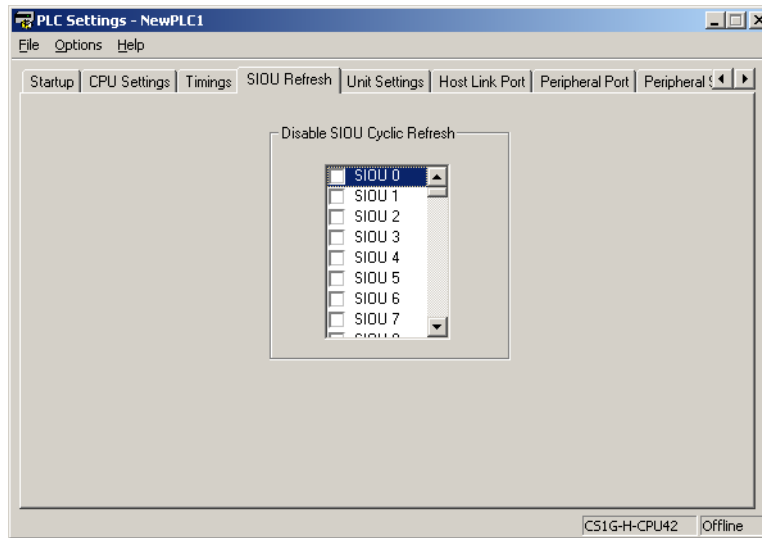 PLC Settings - NewPLC1
File Options Help
Startup CPU Settings Timings SIOU Refresh Unit Settings Host Link Port Peripheral Port Peripheral
Disable SIOU Cyclic Refresh
SIOU 0
SIOU 1
SIOU 2
SIOU 3
SIOU 4
SIOU 5
SIOU 6
SIOU 7
CS1G-H-CPU42 Offline